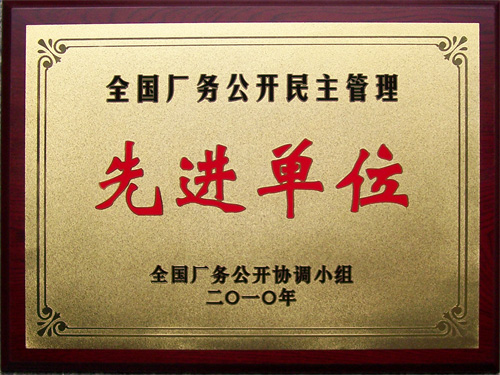 全国厂务公开民主管理
先进单位
全国厂务公开协调小组
二〇一〇年